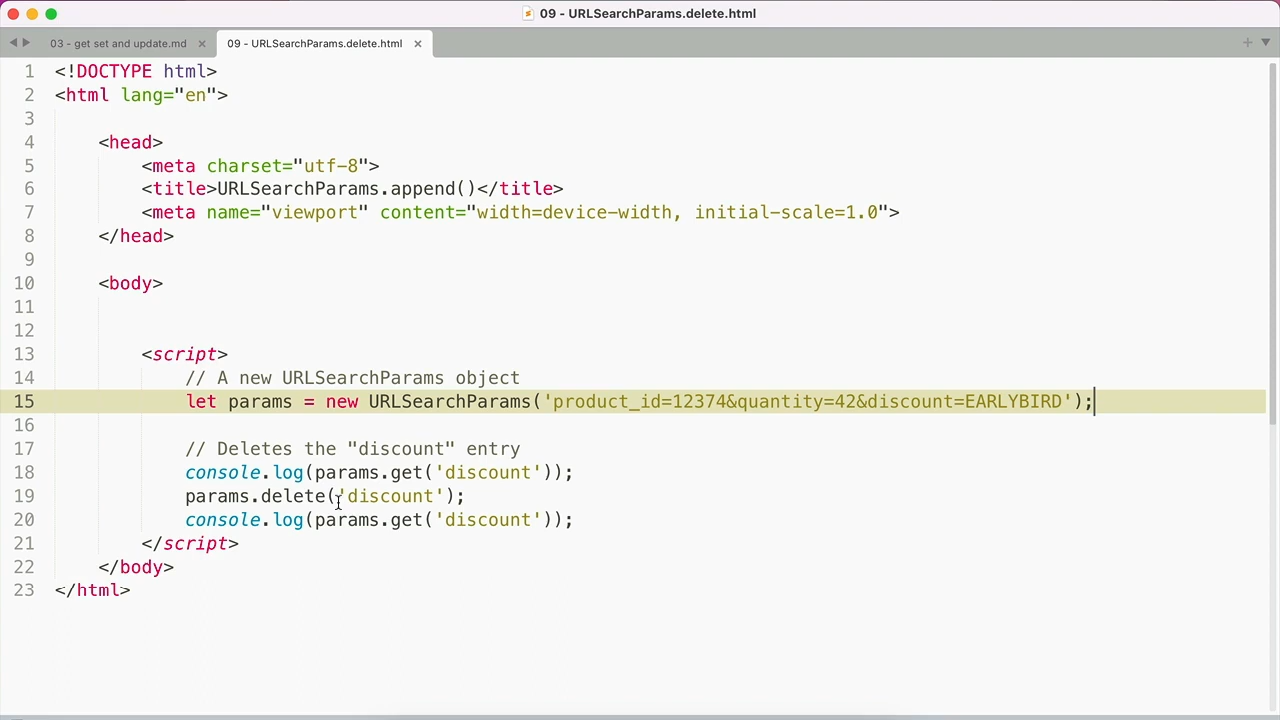 09 - URLSearchParams.delete.html
03 - get set and update.md × 09 - URLSearchParams.delete.html ×
1 <!DOCTYPE html>
2 <html lang="en">
3
4 <head>
5 <meta charset="utf-8">
6 <title>URLSearchParams.append()</title>
7 <meta name="viewport" content="width=device-width, initial-scale=1.0">
8 </head>
9
10 <body>
11
12
13 <script>
14 // A new URLSearchParams object
15 let params = new URLSearchParams('product_id=12374&quantity=42&discount=EARLYBIRD');
16
17 // Deletes the "discount" entry
18 console.log(params.get('discount'));
19 params.delete('discount');
20 console.log(params.get('discount'));
21 </script>
22 </body>
23 </html>